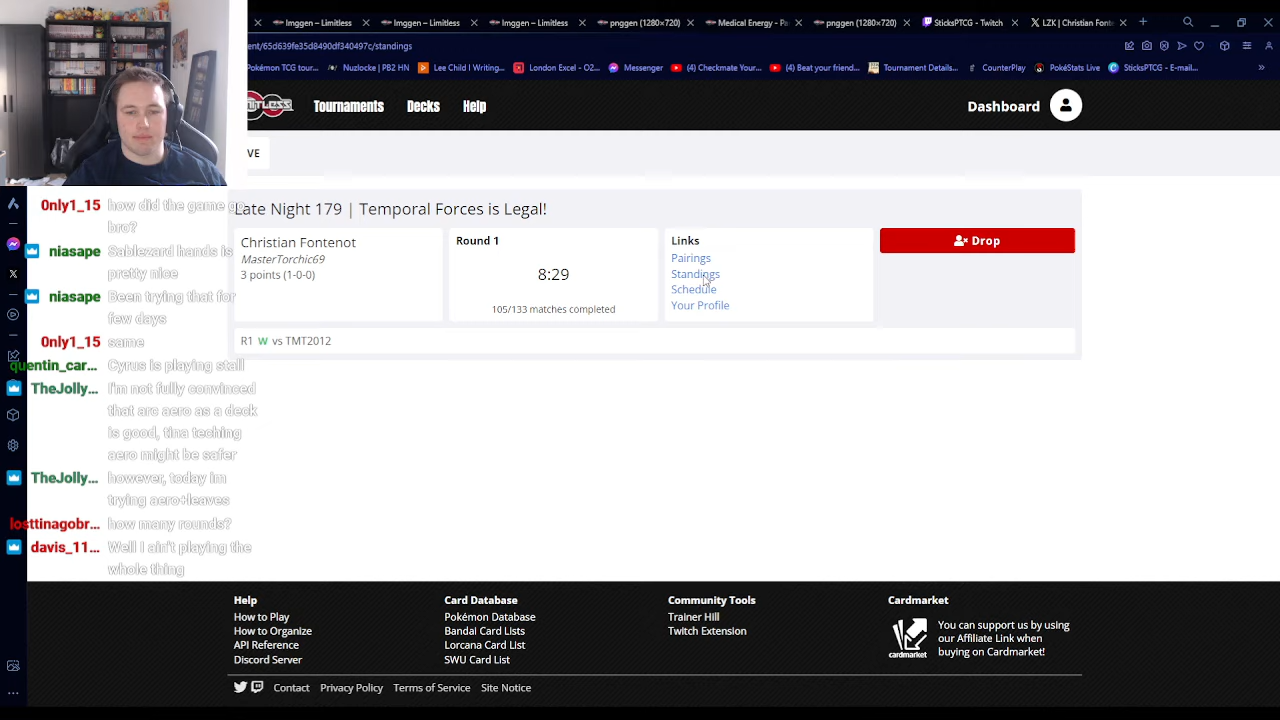 Imggen – Limitless
Imggen – Limitless
Imggen – Limitless
pnggen (1280×720)
Medical Energy - Pa
pnggen (1280×720)
SticksPTCG - Twitch
LZK | Christian Fonte
ent/65d639fe35d8490df340497c/standings
Pokémon TCG tour...
Nuzlocke | PB2 HN
Lee Child I Writing...
London Excel - O2...
Messenger
(4) Checkmate Your...
(4) Beat your friend...
Tournament Details...
CounterPlay
PokéStats Live
SticksPTCG - E-mail...
Tournaments
Decks
Help
Dashboard
VE
Late Night 179 | Temporal Forces is Legal!
Christian Fontenot
MasterTorchic69
3 points (1-0-0)
Round 1
8:29
105/133 matches completed
Links
Pairings
Standings
Schedule
Your Profile
Drop
R1 W vs TMT2012
0nly1_15 how did the game go
bro?
niasape Sablezard hands is
pretty nice
niasape Been trying that for
few days
0nly1_15 same
quentin_car... Cyrus is playing stall
TheJolly... I'm not fully convinced
that arc aero as a deck
is good, tina teching
aero might be safer
TheJolly... however, today im
trying aero+leaves
losttinagobr... how many rounds?
davis_11... Well I ain't playing the
whole thing
Help
How to Play
How to Organize
API Reference
Discord Server
Card Database
Pokémon Database
Bandai Card Lists
Lorcana Card List
SWU Card List
Community Tools
Trainer Hill
Twitch Extension
Cardmarket
cardmarket
You can support us by using
our Affiliate Link when
buying on Cardmarket!
Contact
Privacy Policy
Terms of Service
Site Notice